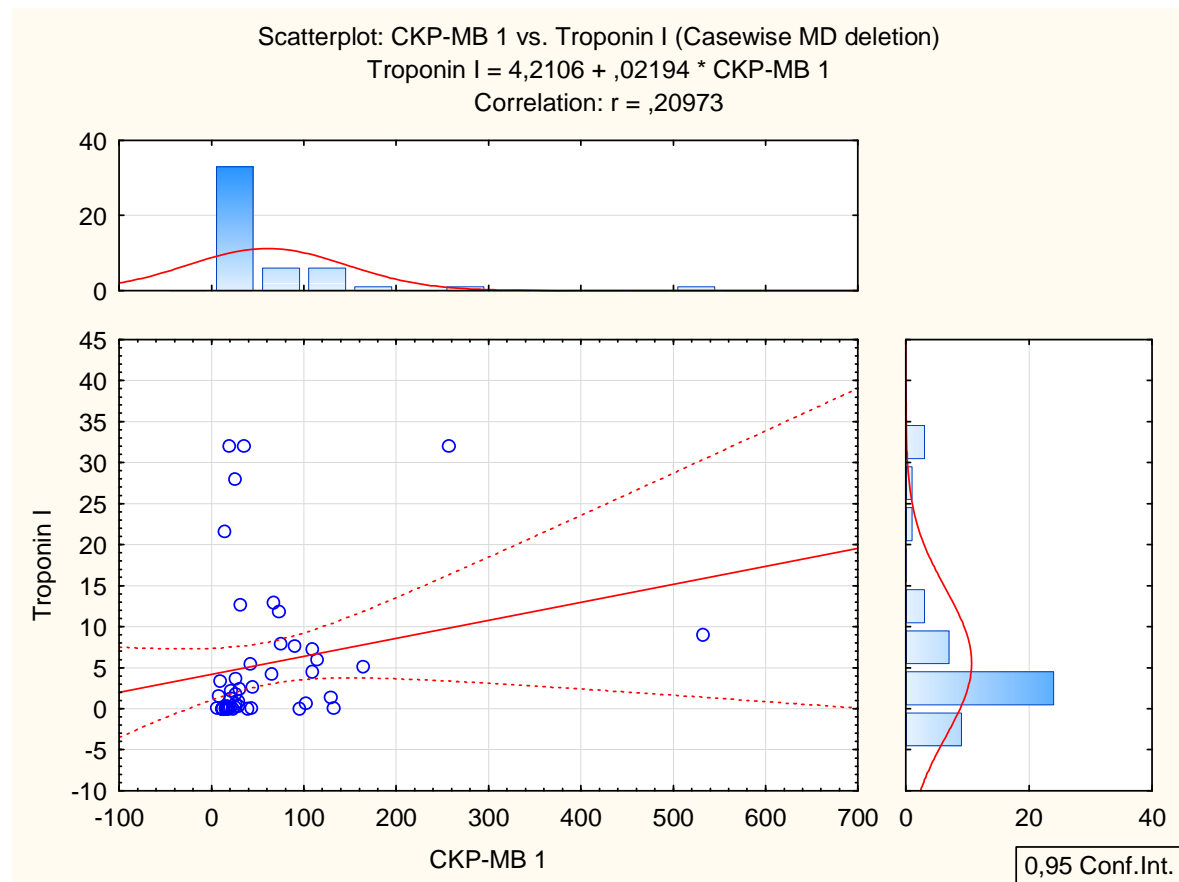 Scatterplot: CKP-MB 1 vs. Troponin I (Casewise MD deletion)
Troponin I = 4,2106 + ,02194 * CKP-MB 1
Correlation: r = ,20973
40
20
0
45
40
35
30
25
20
15
10
5
0
-5
-10
Troponin I
-100 0 100 200 300 400 500 600 700
0 20 40
CKP-MB 1
0,95 Conf.Int.